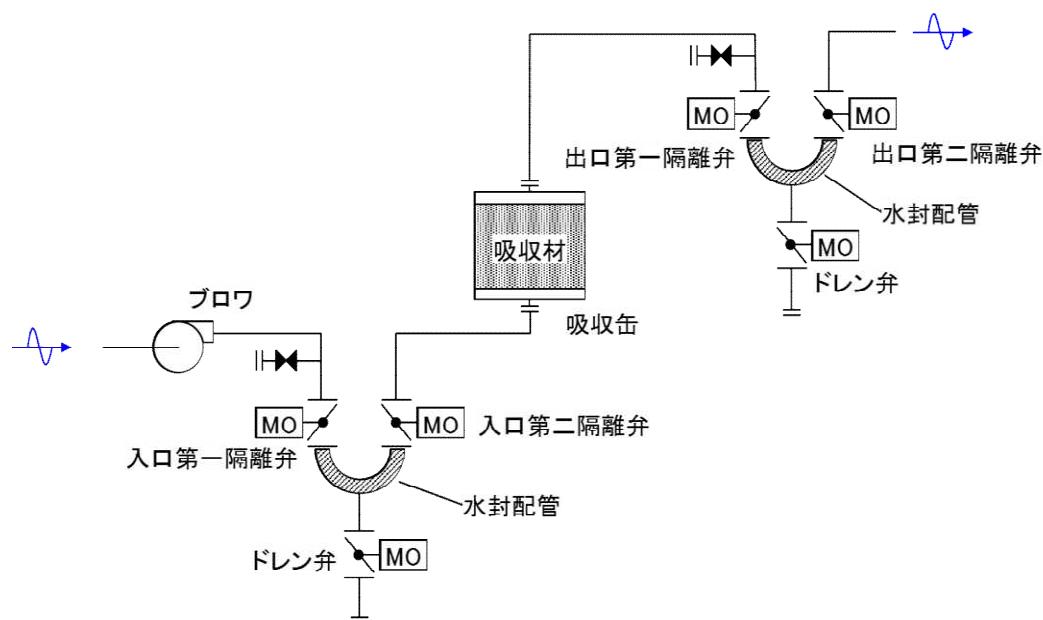 MO
MO
出口第一隔離弁
出口第二隔離弁
水封配管
吸収材
MO
ドレン弁
ブロワ
吸収缶
MO
MO
入口第二隔離弁
入口第一隔離弁
水封配管
ドレン弁
MO